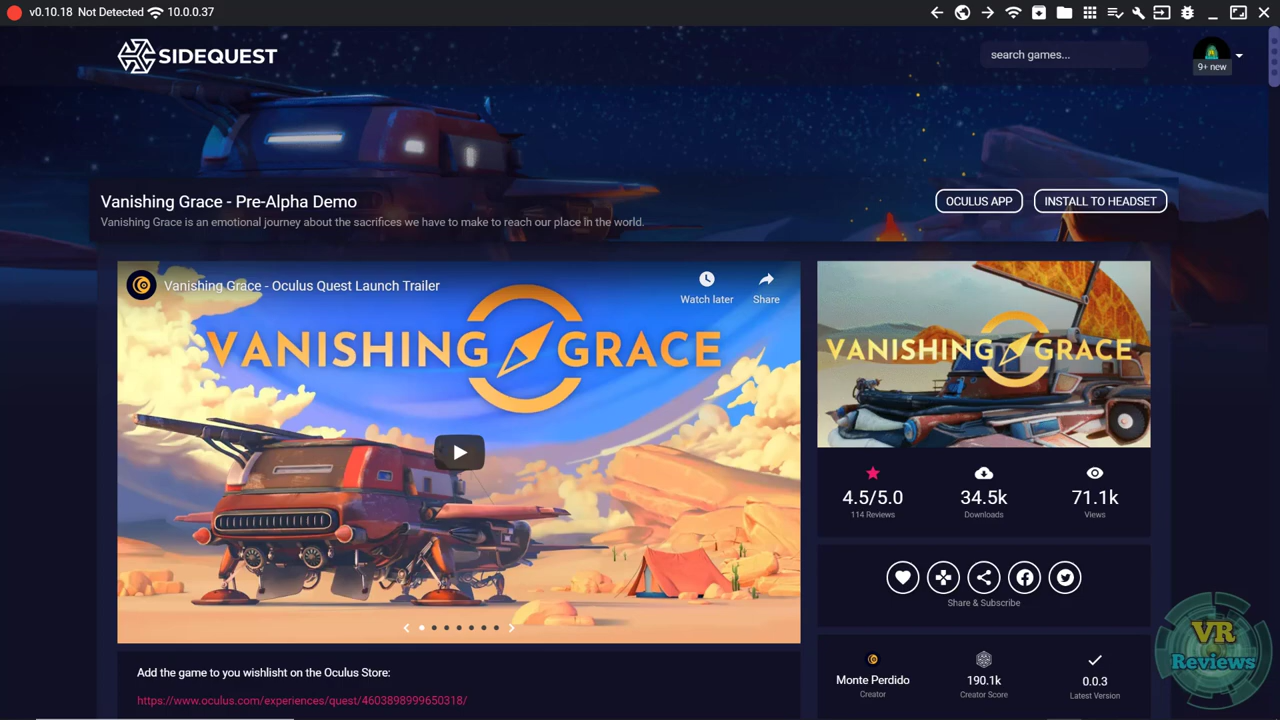 v0.10.18 Not Detected 10.0.0.37
SIDEQUEST
search games...
9+ new
Vanishing Grace - Pre-Alpha Demo
Vanishing Grace is an emotional journey about the sacrifices we have to make to reach our place in the world.
OCULUS APP
INSTALL TO HEADSET
Vanishing Grace - Oculus Quest Launch Trailer
Watch later
Share
VANISHING GRACE
VANISHING GRACE
4.5/5.0
114 Reviews
34.5k
Downloads
71.1k
Views
Share & Subscribe
Monte Perdido
Creator
190.1k
Creator Score
0.0.3
Latest Version
Add the game to you wishlisht on the Oculus Store:
https://www.oculus.com/experiences/quest/4603898999650318/
VR
Reviews